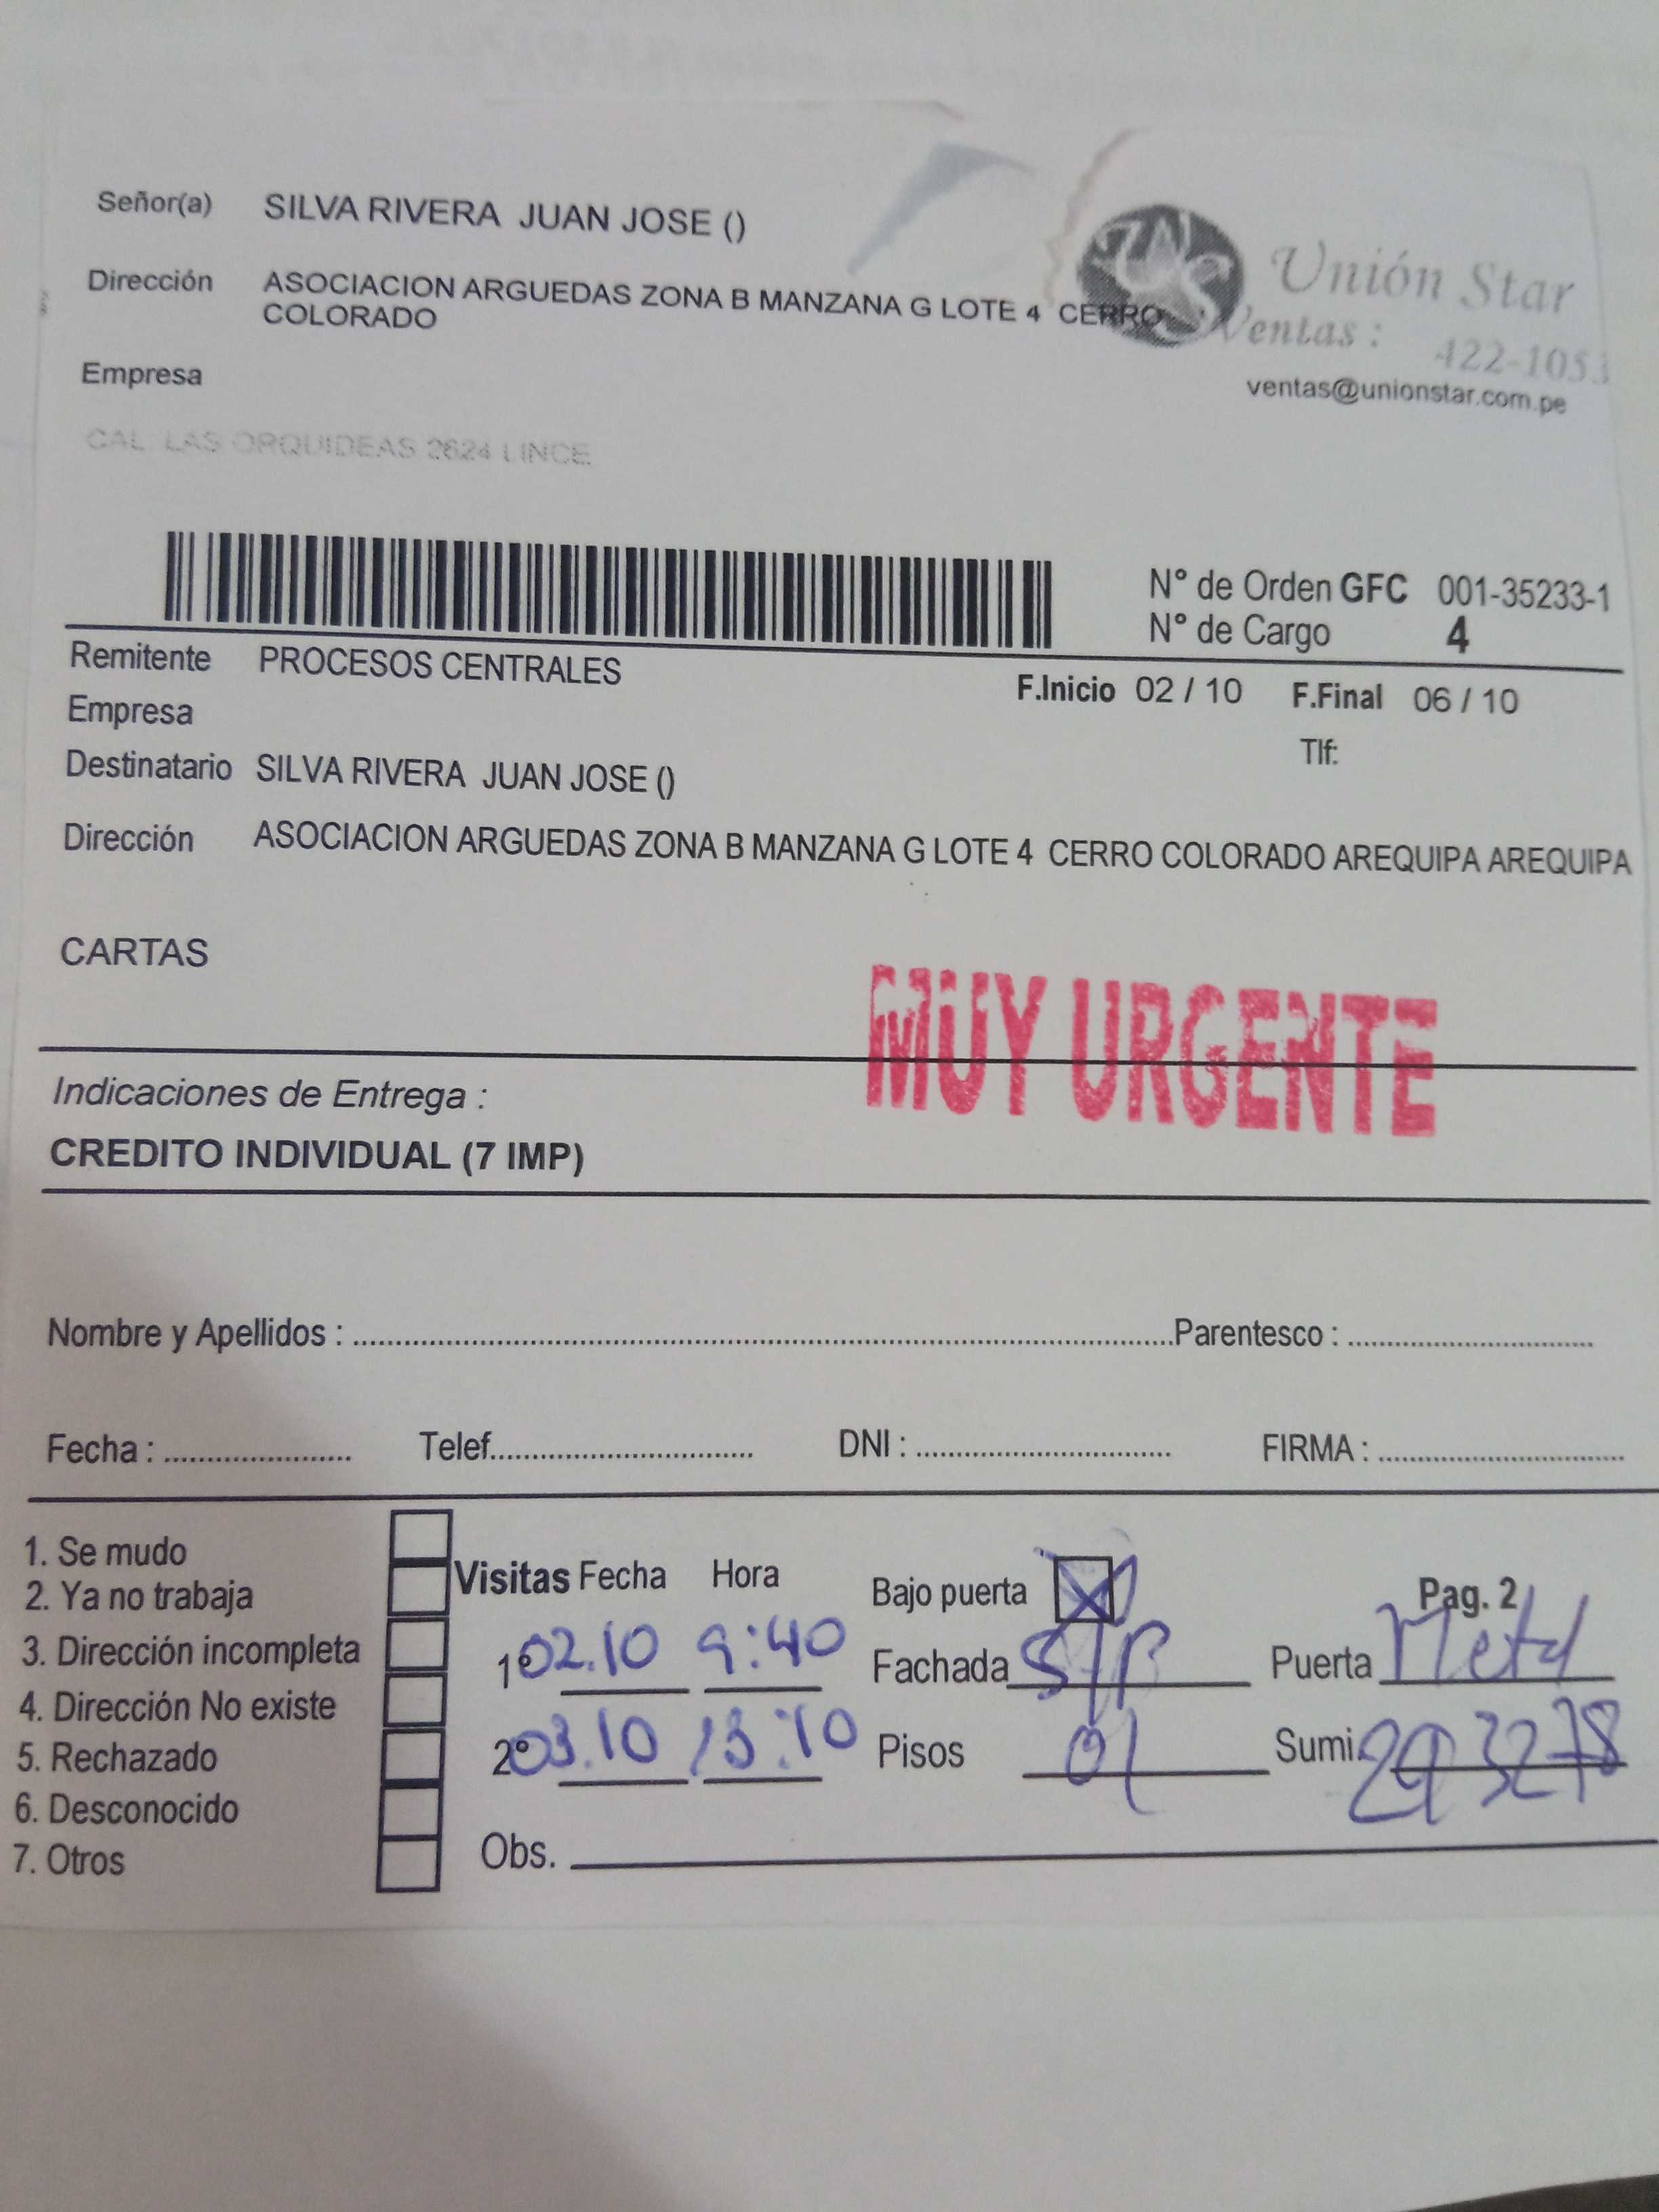 Señor(a) SILVA RIVERA JUAN JOSE ()
Dirección ASOCIACION ARGUEDAS ZONA B MANZANA G LOTE 4 CERRO
COLORADO
Unión Star
Ventas :
422-1053
ventas@unionstar.com.pe
Empresa
CAL LAS ORQUIDEAS 2624 LINCE
N° de Orden GFC 001-35233-1
N° de Cargo 4
Remitente PROCESOS CENTRALES
F.Inicio 02 / 10 F.Final 06 / 10
Empresa
Tlf:
Destinatario SILVA RIVERA JUAN JOSE ()
Dirección ASOCIACION ARGUEDAS ZONA B MANZANA G LOTE 4 CERRO COLORADO AREQUIPA AREQUIPA
CARTAS
MUY URGENTE
Indicaciones de Entrega :
CREDITO INDIVIDUAL (7 IMP)
Nombre y Apellidos : Parentesco :
Fecha : Telef. DNI : FIRMA :
1. Se mudo
2. Ya no trabaja
3. Dirección incompleta
4. Dirección No existe
5. Rechazado
6. Desconocido
7. Otros
Visitas Fecha Hora
1° 02.10 9:40
2° 03.10 13:10
Obs.
Bajo puerta
Fachada S/P
Pisos 01
Pag. 2
Puerta Metal
Sumi. 293278